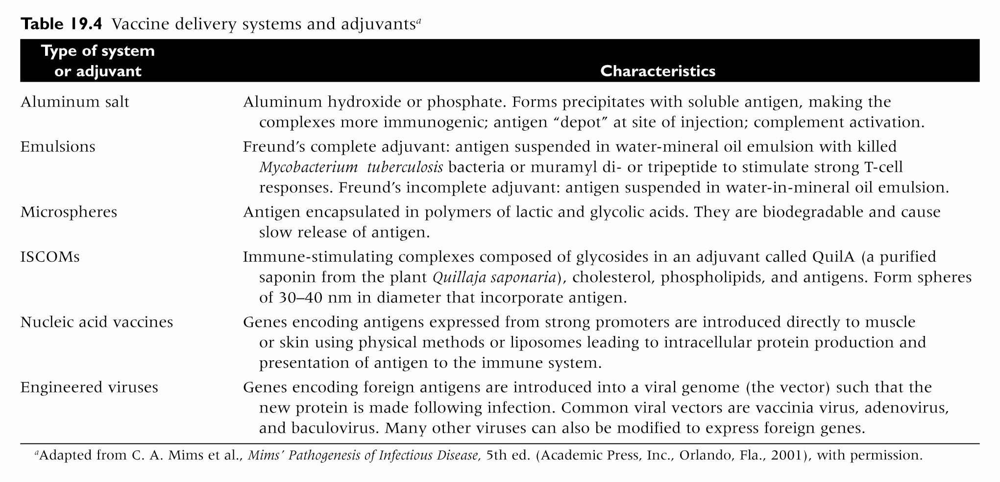 Table 19.4 Vaccine delivery systems and adjuvantsa
Type of system
or adjuvant
Characteristics
Aluminum salt
Aluminum hydroxide or phosphate. Forms precipitates with soluble antigen, making the
complexes more immunogenic; antigen “depot” at site of injection; complement activation.
Emulsions
Freund’s complete adjuvant: antigen suspended in water-mineral oil emulsion with killed
Mycobacterium tuberculosis bacteria or muramyl di- or tripeptide to stimulate strong T-cell
responses. Freund’s incomplete adjuvant: antigen suspended in water-in-mineral oil emulsion.
Microspheres
Antigen encapsulated in polymers of lactic and glycolic acids. They are biodegradable and cause
slow release of antigen.
ISCOMs
Immune-stimulating complexes composed of glycosides in an adjuvant called QuilA (a purified
saponin from the plant Quillaja saponaria), cholesterol, phospholipids, and antigens. Form spheres
of 30–40 nm in diameter that incorporate antigen.
Nucleic acid vaccines
Genes encoding antigens expressed from strong promoters are introduced directly to muscle
or skin using physical methods or liposomes leading to intracellular protein production and
presentation of antigen to the immune system.
Engineered viruses
Genes encoding foreign antigens are introduced into a viral genome (the vector) such that the
new protein is made following infection. Common viral vectors are vaccinia virus, adenovirus,
and baculovirus. Many other viruses can also be modified to express foreign genes.
aAdapted from C. A. Mims et al., Mims’ Pathogenesis of Infectious Disease, 5th ed. (Academic Press, Inc., Orlando, Fla., 2001), with permission.